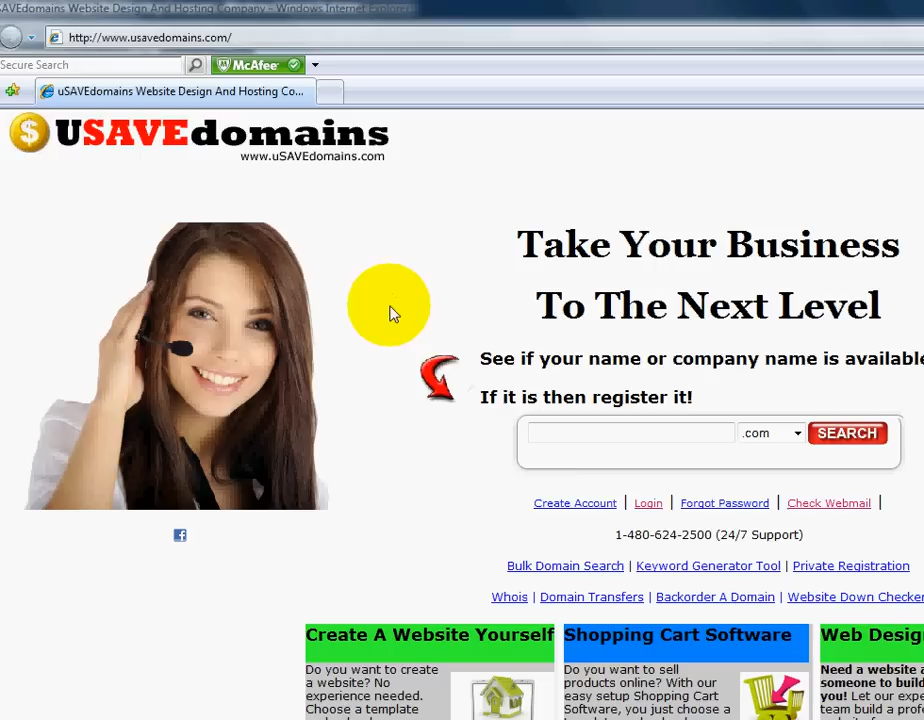 SAVEdomains Website Design And Hosting Company - Windows Internet Explorer
http://www.usavedomains.com/
Secure Search
McAfee
uSAVEdomains Website Design And Hosting Co...
$ USAVEdomains
www.uSAVEdomains.com
Take Your Business
To The Next Level
See if your name or company name is available
If it is then register it!
.com SEARCH
Create Account | Login | Forgot Password | Check Webmail |
1-480-624-2500 (24/7 Support)
Bulk Domain Search | Keyword Generator Tool | Private Registration
Whois | Domain Transfers | Backorder A Domain | Website Down Checker
Create A Website Yourself
Do you want to create
a website? No
experience needed.
Choose a template
Shopping Cart Software
Do you want to sell
products online? With our
easy setup Shopping Cart
Software, you just choose a
Web Desig
Need a website a
someone to build
you! Let our expe
team build a prof